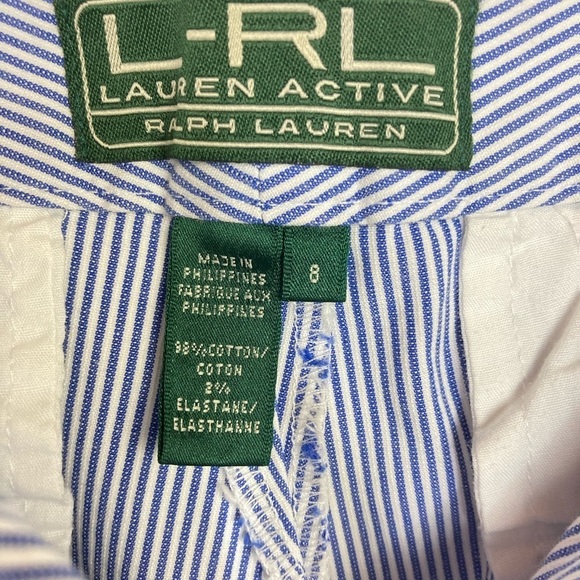 L-RL
LAUREN ACTIVE
RALPH LAUREN
MADE IN
PHILIPPINES
FABRIQUE AUX
PHILIPPINES
98% COTTON/
COTON
2%
ELASTANE/
ELASTHANNE
8